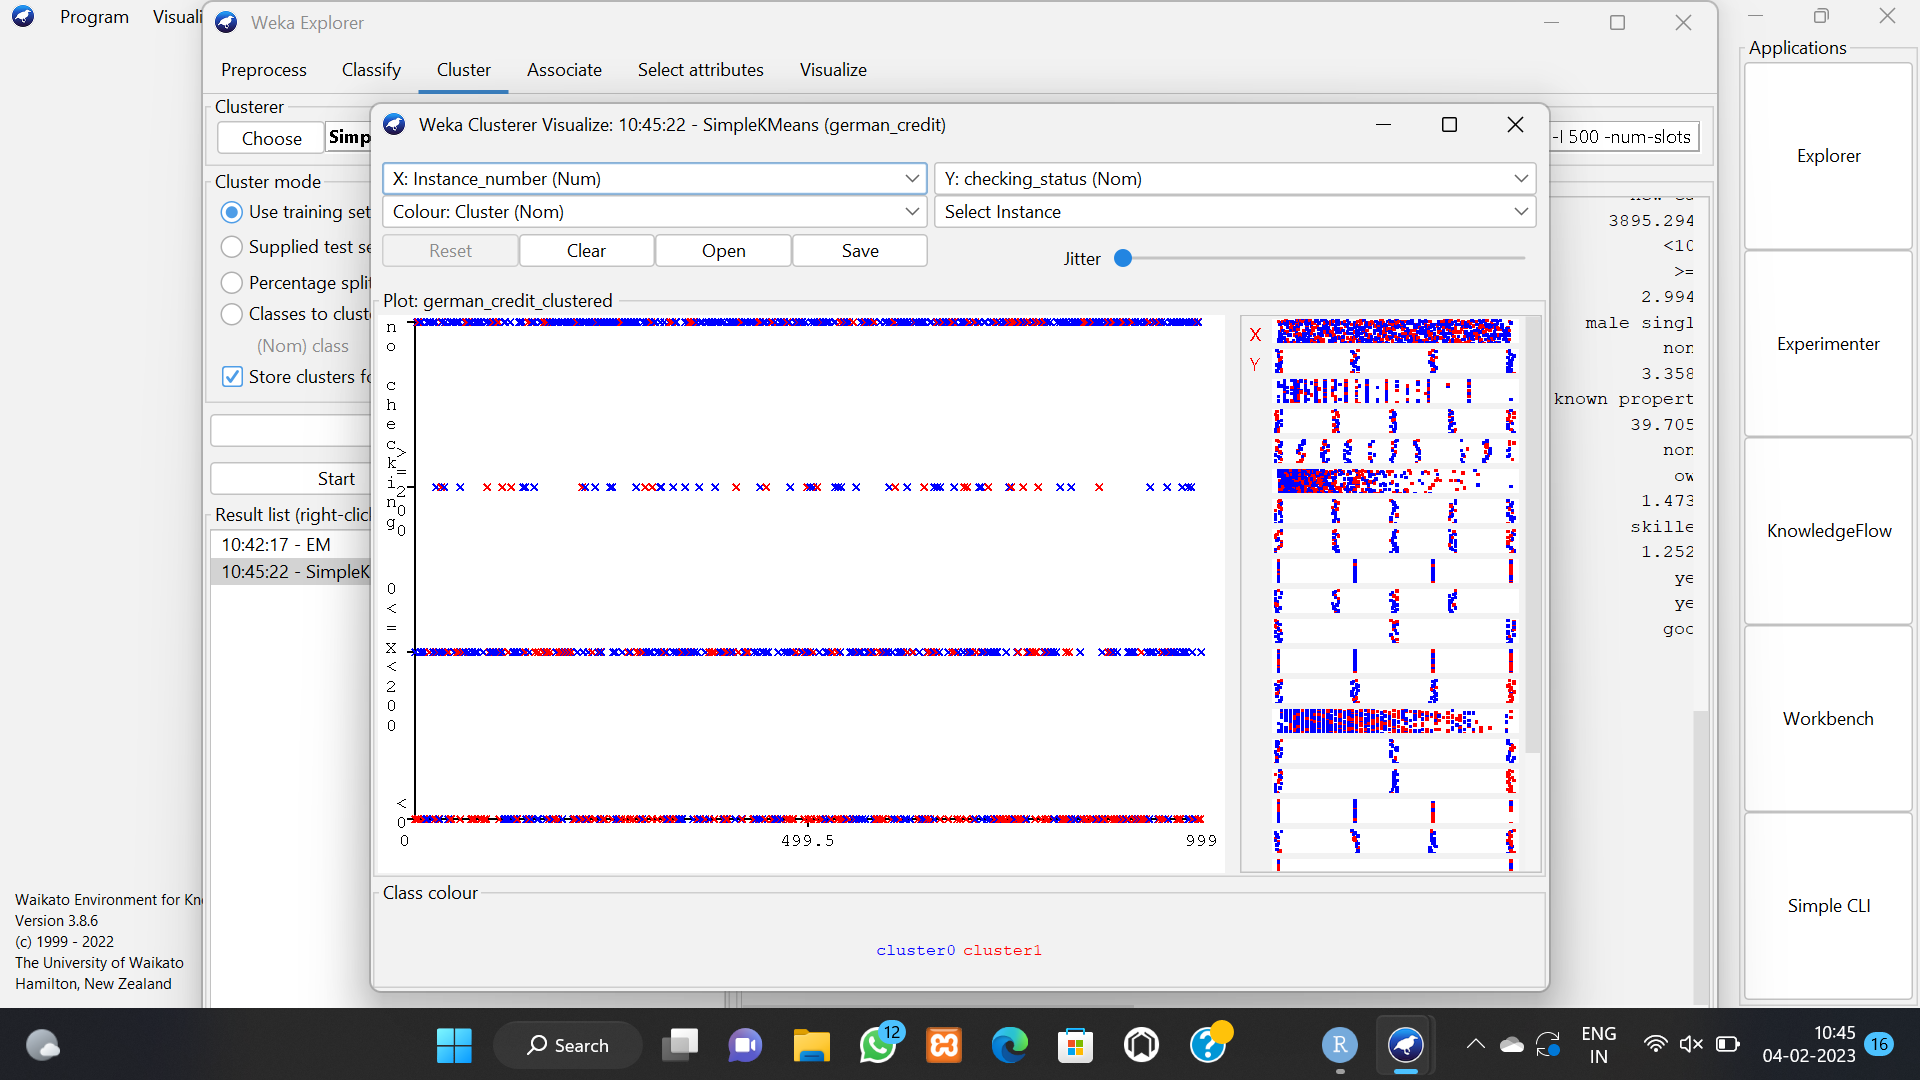 Program
Visuali
Weka Explorer
Applications
Preprocess
Classify
Cluster
Associate
Select attributes
Visualize
Clusterer
Choose
Simp
-I 500 -num-slots
Weka Clusterer Visualize: 10:45:22 - SimpleKMeans (german_credit)
X: Instance_number (Num)
Y: checking_status (Nom)
Colour: Cluster (Nom)
Select Instance
Reset
Clear
Open
Save
Jitter
Cluster mode
Use training set
Supplied test se
Percentage split
Classes to cluste
(Nom) class
Store clusters fo
Start
Result list (right-click
10:42:17 - EM
10:45:22 - SimpleK
Plot: german_credit_clustered
no checking
>=200
0<=X<200
<0
0
499.5
999
X
Y
Class colour
cluster0 cluster1
3895.294
<10
>=
2.994
male singl
non
3.358
known propert
39.705
non
ow
1.473
skille
1.252
ye
ye
goo
Explorer
Experimenter
KnowledgeFlow
Workbench
Simple CLI
Waikato Environment for Kn
Version 3.8.6
(c) 1999 - 2022
The University of Waikato
Hamilton, New Zealand
Search
12
R
ENG
IN
10:45
04-02-2023
16